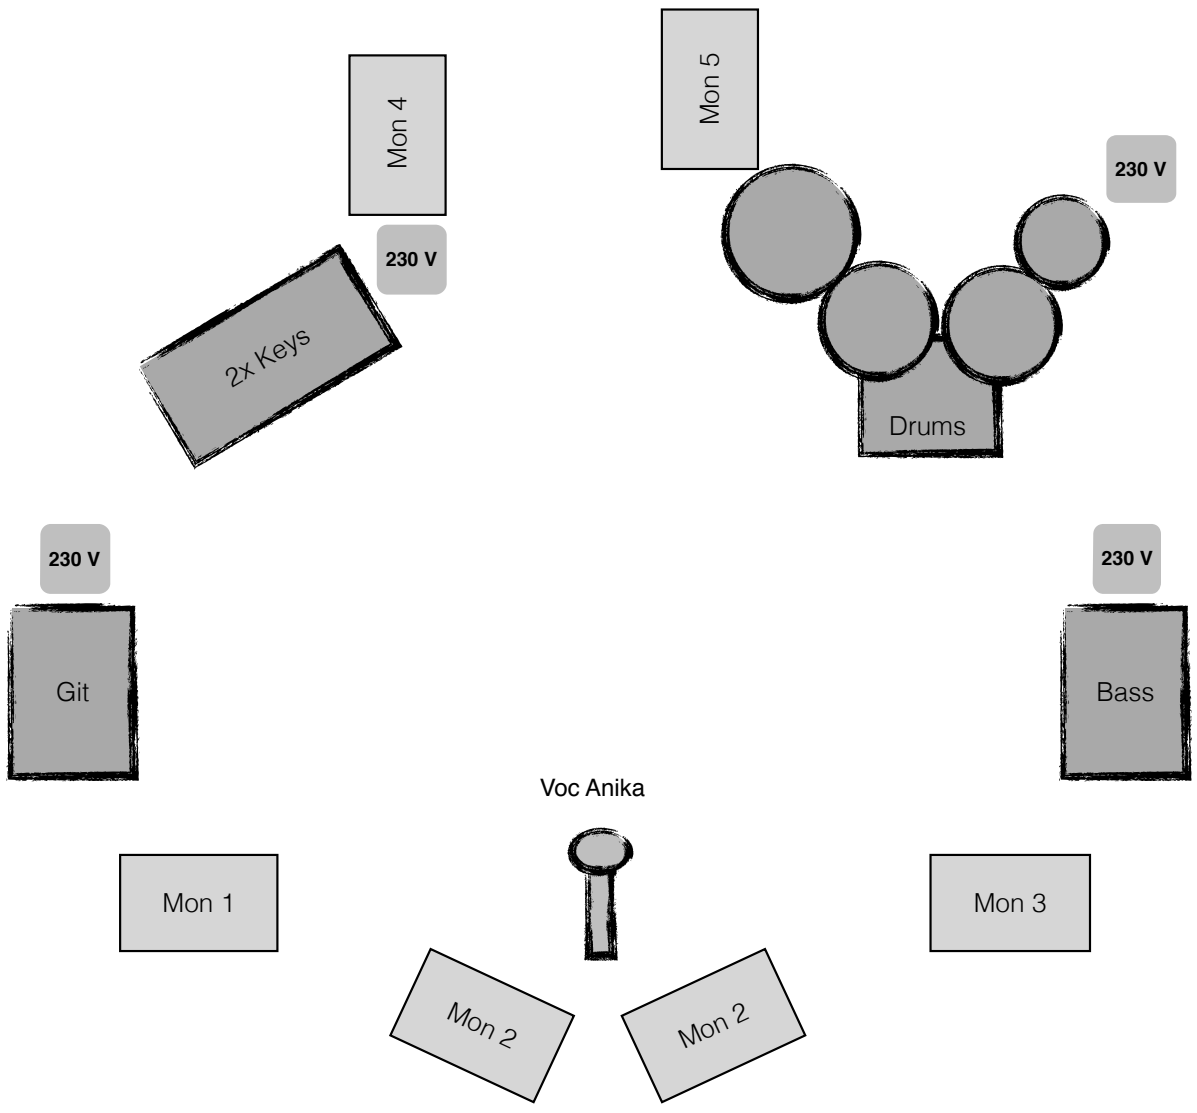 Mon 5
Mon 4
230 V
230 V
2x Keys
Drums
230 V
230 V
Git
Bass
Voc Anika
Mon 1
Mon 3
Mon 2
Mon 2